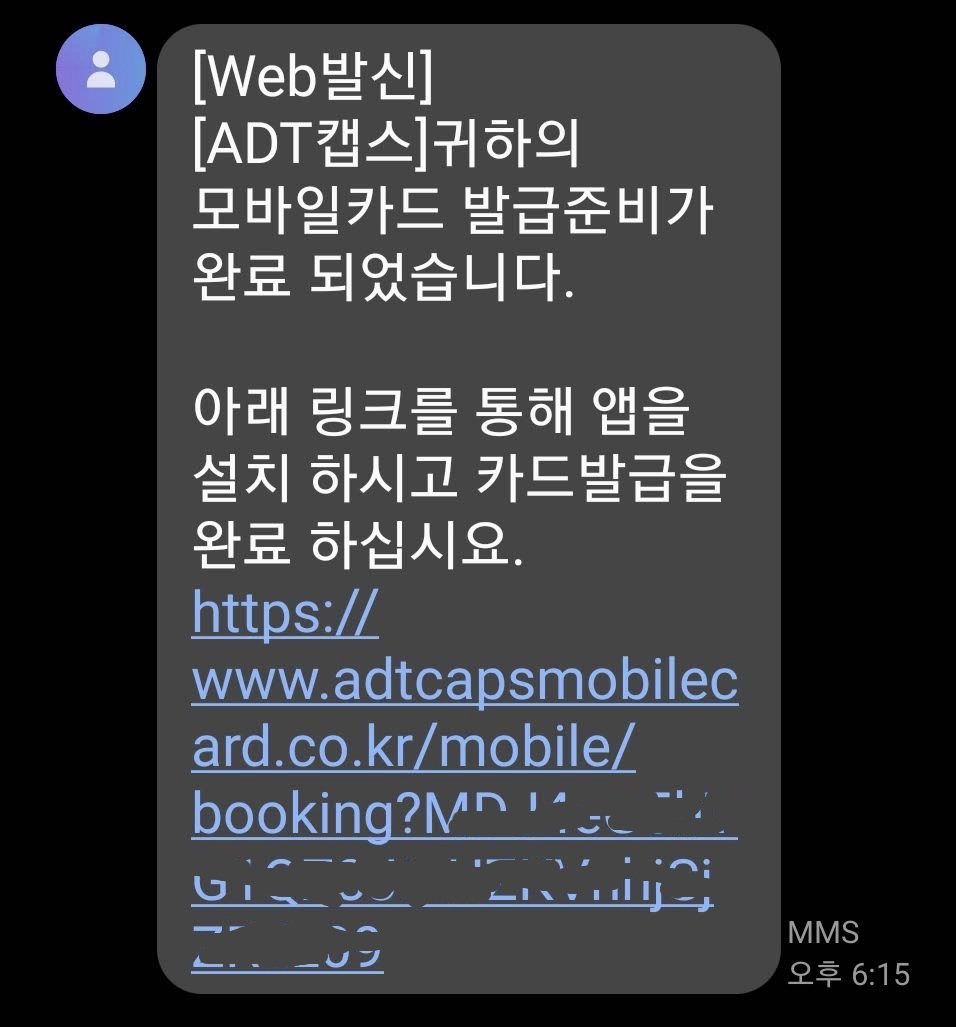 [Web발신]
[ADT캡스]귀하의
모바일카드 발급준비가
완료 되었습니다.
아래 링크를 통해 앱을
설치 하시고 카드발급을
완료 하십시요.
https://
www.adtcapsmobilec
ard.co.kr/mobile/
booking?
MMS
오후 6:15